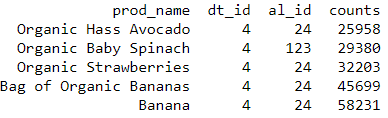 prod_name dt_id al_id counts
Organic Hass Avocado 4 24 25958
Organic Baby Spinach 4 123 29380
Organic Strawberries 4 24 32203
Bag of Organic Bananas 4 24 45699
Banana 4 24 58231